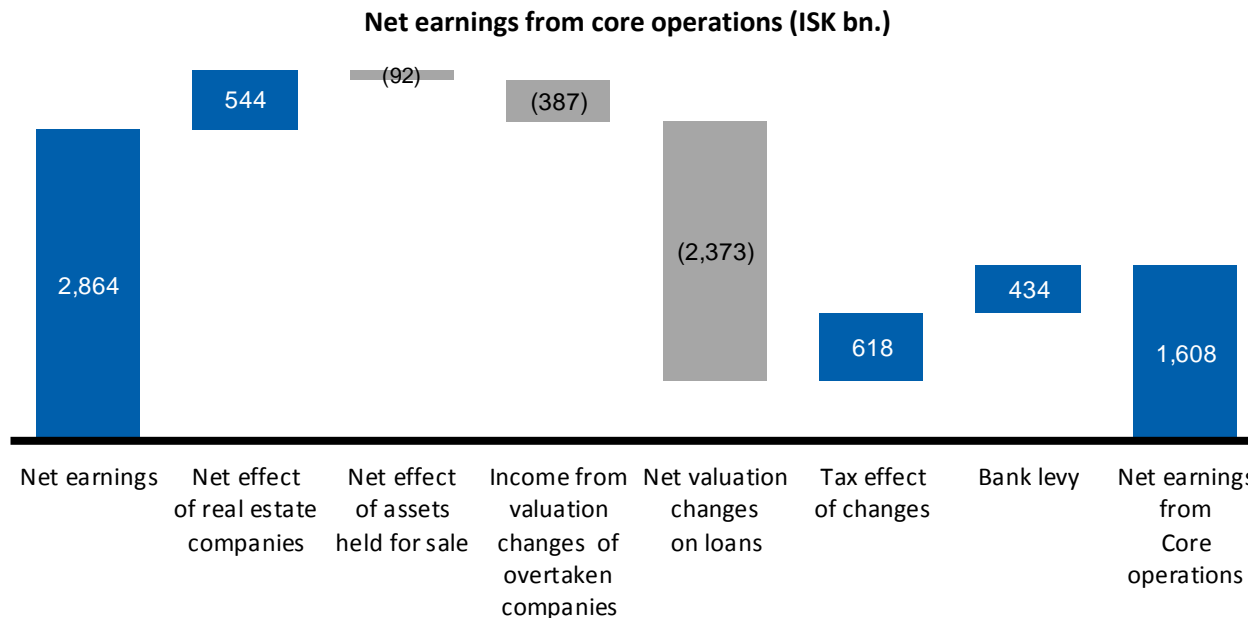 Net earnings from core operations (ISK bn.)
2,864
544
(92)
(387)
(2,373)
618
434
1,608
Net earnings
Net effect
of real estate
companies
Net effect
of assets
held for sale
Income from
valuation
changes of
overtaken
companies
Net valuation
changes
on loans
Tax effect
of changes
Bank levy
Net earnings
from
Core
operations